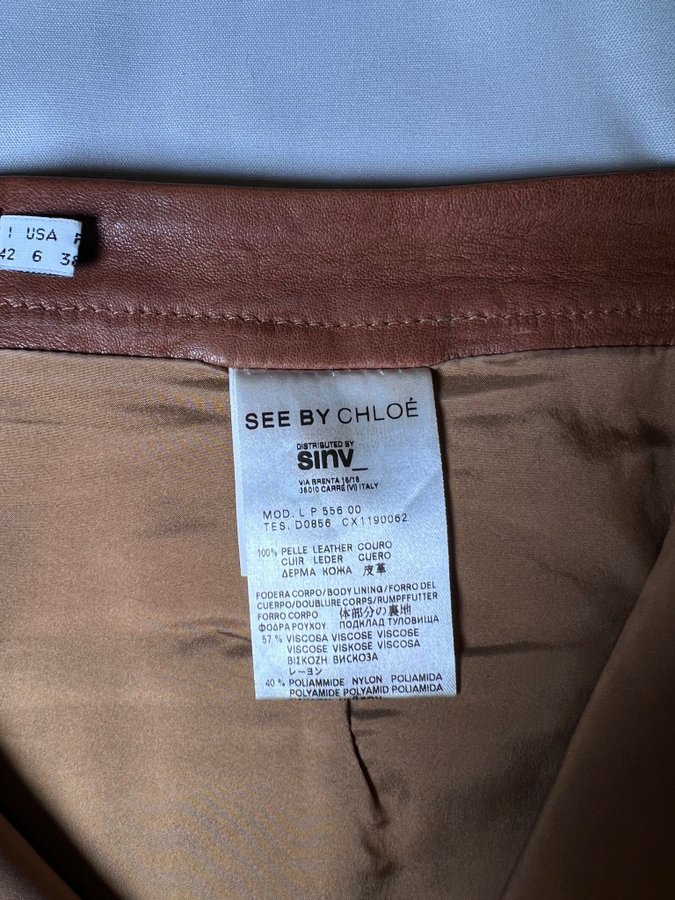 I USA F
42 6 38
SEE BY CHLOÉ
DISTRIBUTED BY
sinv_
VIA BRENTA 16/18
36010 CARRÉ (VI) ITALY
MOD. L P 556 00
TES. D0856 CX1190062
100% PELLE LEATHER COURO
CUIR LEDER CUERO
ΔΕΡΜΑ КОЖА 皮革
FODERA CORPO/BODY LINING/FORRO DEL
CUERPO/DOUBLURE CORPS/RUMPFFUTTER
FORRO CORPO 体部分の裏地
ΦΟΔΡΑ ΡΟΥΧΟΥ ПОДКЛАД ТУЛОВИЩА
57% VISCOSA VISCOSE VISCOSE
VISCOSE VISKOSE VISCOSA
ΒΙΣΚΟΖΗ ВИСКОЗА
レーヨン
40% POLIAMMIDE NYLON POLIAMIDA
POLYAMIDE POLYAMID POLIAMIDA